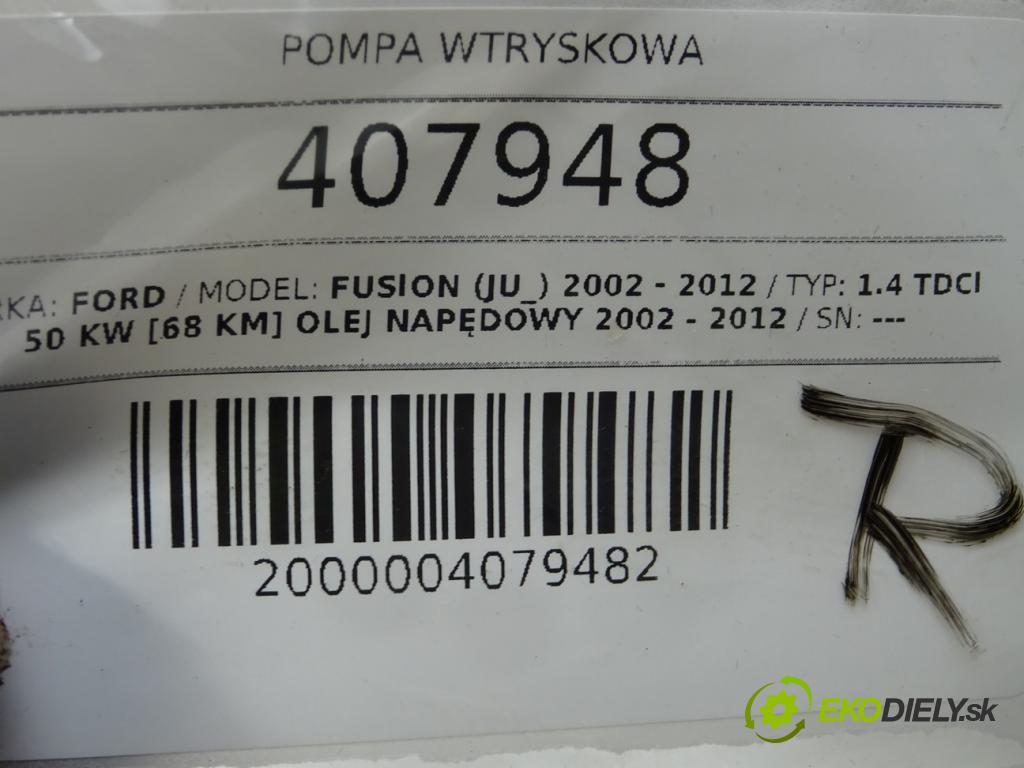 POMPA WTRYSKOWA
407948
RKA: FORD / MODEL: FUSION (JU_) 2002 - 2012 / TYP: 1.4 TDCI
50 KW [68 KM] OLEJ NAPĘDOWY 2002 - 2012 / SN: ---
2000004079482
R
EKODIELY.sk